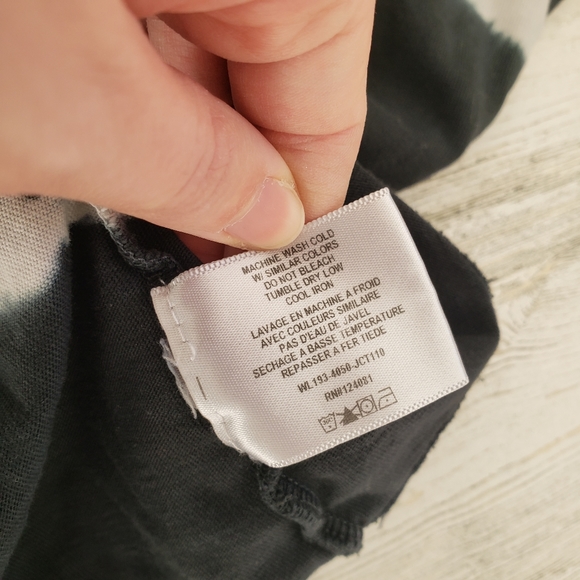 MACHINE WASH COLD
W/ SIMILAR COLORS
DO NOT BLEACH
TUMBLE DRY LOW
COOL IRON
LAVAGE EN MACHINE A FROID
AVEC COULEURS SIMILAIRE
PAS D'EAU DE JAVEL
SECHAGE A BASSE TEMPERATURE
REPASSER A FER TIEDE
WL193-4050-JCT110
RN#124081